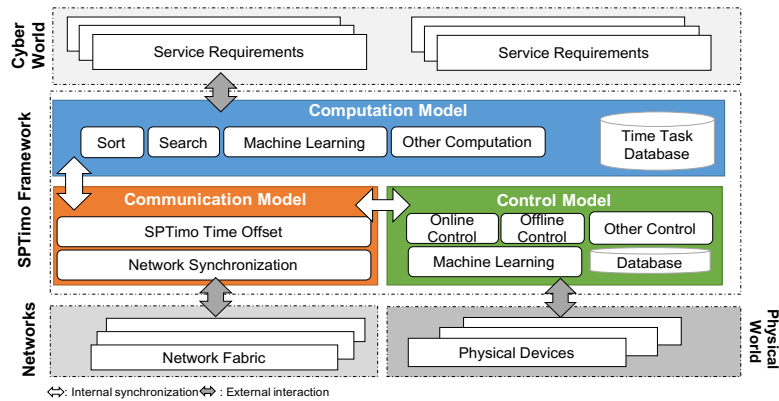 Cyber
World
Service Requirements
Service Requirements
SPTimo Framework
Computation Model
Sort
Search
Machine Learning
Other Computation
Time Task
Database
Communication Model
SPTimo Time Offset
Network Synchronization
Control Model
Online
Control
Offline
Control
Other Control
Machine Learning
Database
Networks
Network Fabric
Physical Devices
Physical
World
: Internal synchronization
: External interaction